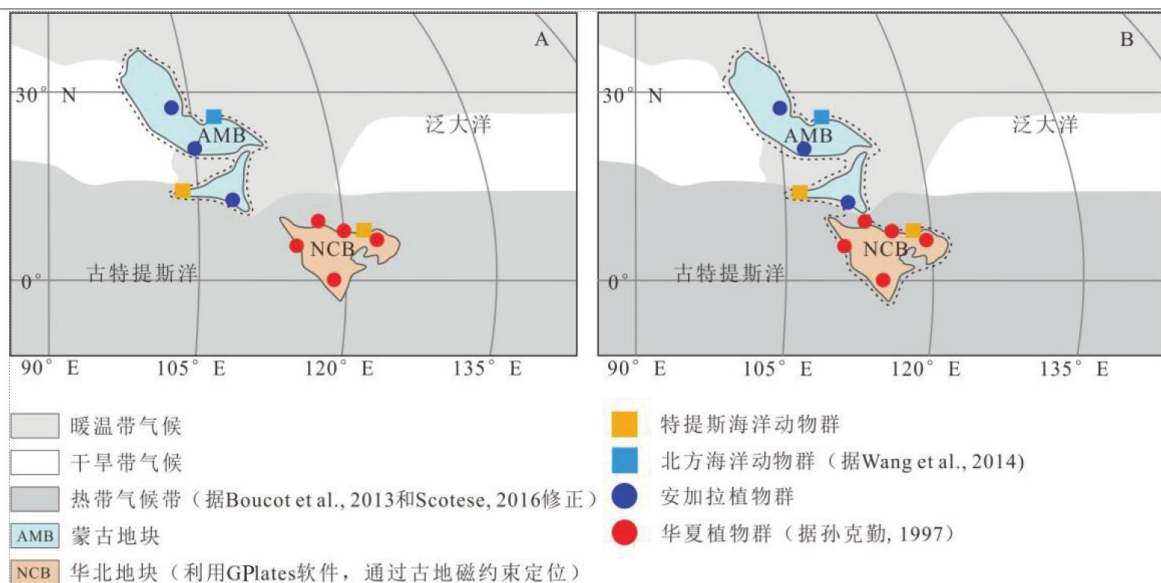 A
B
30° N
30° N
AMB
AMB
泛大洋
泛大洋
NCB
NCB
古特提斯洋
古特提斯洋
0°
0°
90° E
105° E
120° E
135° E
90° E
105° E
120° E
135° E
暖温带气候
干旱带气候
热带气候带（据Boucot et al., 2013和Scotese, 2016修正）
AMB 蒙古地块
NCB 华北地块（利用GPlates软件，通过古地磁约束定位）
特提斯海洋动物群
北方海洋动物群（据Wang et al., 2014)
安加拉植物群
华夏植物群（据孙克勤, 1997）